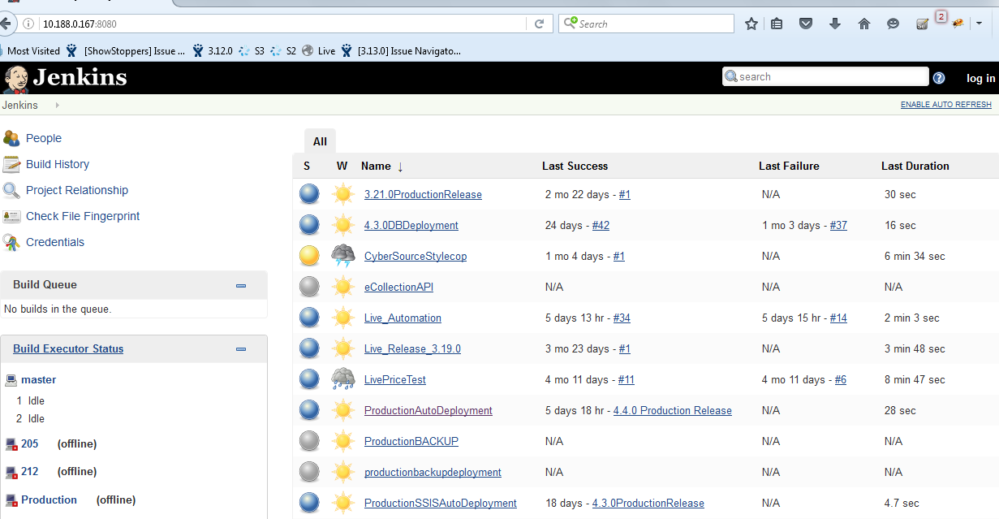 10.188.0.167:8080
Search
2
Most Visited [ShowStoppers] Issue ... 3.12.0 S3 S2 Live [3.13.0] Issue Navigato...
Jenkins
search
? log in
Jenkins
ENABLE AUTO REFRESH
People
Build History
Project Relationship
Check File Fingerprint
Credentials
Build Queue
No builds in the queue.
Build Executor Status
master
1 Idle
2 Idle
205 (offline)
212 (offline)
Production (offline)
All
S W Name ↓ Last Success Last Failure Last Duration
3.21.0ProductionRelease 2 mo 22 days - #1 N/A 30 sec
4.3.0DBDeployment 24 days - #42 1 mo 3 days - #37 16 sec
CyberSourceStylecop 1 mo 4 days - #1 N/A 6 min 34 sec
eCollectionAPI N/A N/A N/A
Live_Automation 5 days 13 hr - #34 5 days 15 hr - #14 2 min 3 sec
Live_Release_3.19.0 3 mo 23 days - #1 N/A 3 min 48 sec
LivePriceTest 4 mo 11 days - #11 4 mo 11 days - #6 8 min 47 sec
ProductionAutoDeployment 5 days 18 hr - 4.4.0 Production Release N/A 28 sec
ProductionBACKUP N/A N/A N/A
productionbackupdeployment N/A N/A N/A
ProductionSSISAutoDeployment 18 days - 4.3.0ProductionRelease N/A 4.7 sec